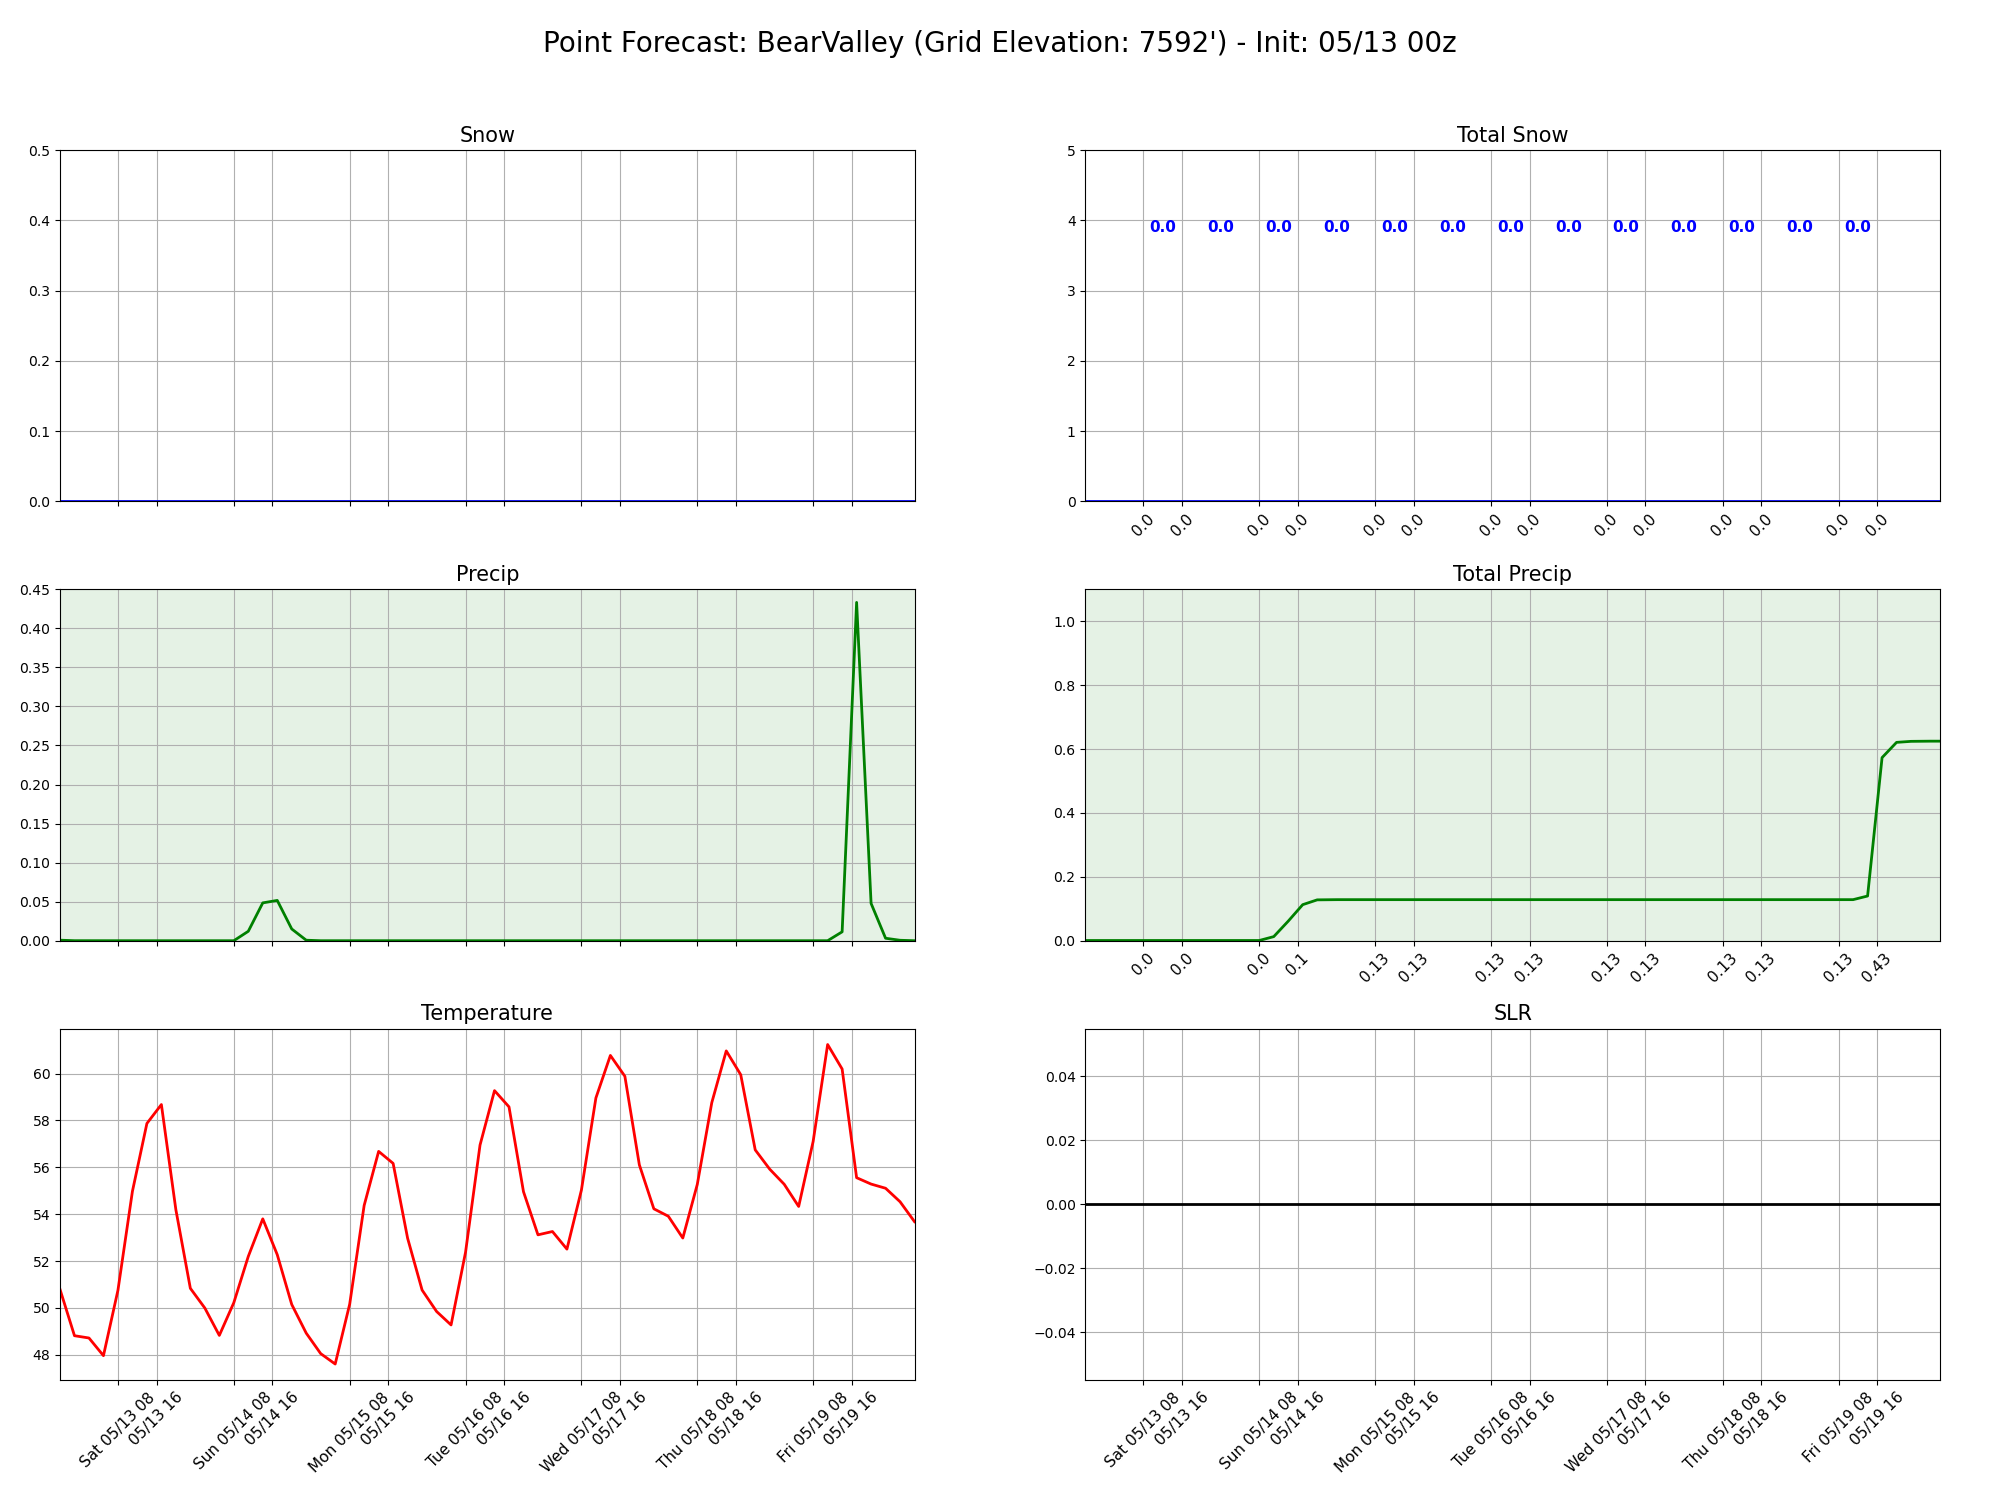 Point Forecast: BearValley (Grid Elevation: 7592') - Init: 05/13 00z
Snow
0.5
0.4
0.3
0.2
0.1
0.0
Total Snow
5
4
3
2
1
0
0.0 0.0 0.0 0.0 0.0 0.0 0.0 0.0 0.0 0.0 0.0 0.0 0.0
0.0 0.0 0.0 0.0 0.0 0.0 0.0 0.0 0.0 0.0 0.0 0.0 0.0 0.0
Precip
0.45
0.40
0.35
0.30
0.25
0.20
0.15
0.10
0.05
0.00
Total Precip
1.0
0.8
0.6
0.4
0.2
0.0
0.0 0.0 0.0 0.1 0.13 0.13 0.13 0.13 0.13 0.13 0.13 0.13 0.13 0.43
Temperature
60
58
56
54
52
50
48
Sat 05/13 08
05/13 16
Sun 05/14 08
05/14 16
Mon 05/15 08
05/15 16
Tue 05/16 08
05/16 16
Wed 05/17 08
05/17 16
Thu 05/18 08
05/18 16
Fri 05/19 08
05/19 16
SLR
0.04
0.02
0.00
−0.02
−0.04
Sat 05/13 08
05/13 16
Sun 05/14 08
05/14 16
Mon 05/15 08
05/15 16
Tue 05/16 08
05/16 16
Wed 05/17 08
05/17 16
Thu 05/18 08
05/18 16
Fri 05/19 08
05/19 16